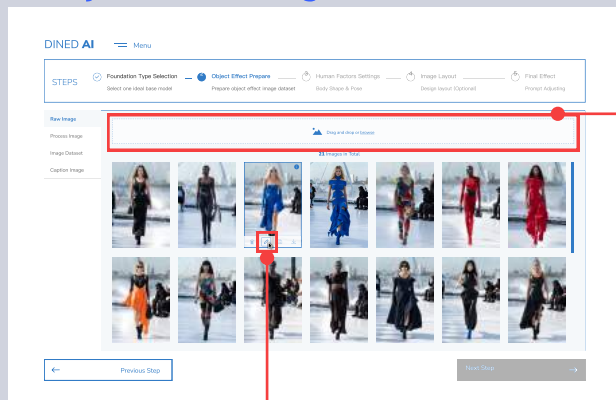 DINED AI
Menu
STEPS
Foundation Type Selection
Select one ideal base model
Object Effect Prepare
Prepare object effect image dataset
Human Factors Settings
Body Shape & Pose
Image Layout
Design layout (Optional)
Final Effect
Prompt Adjusting
Raw Image
Process Image
Image Dataset
Caption Image
Drag and drop or browse
21 Images In Total
Previous Step
Next Step